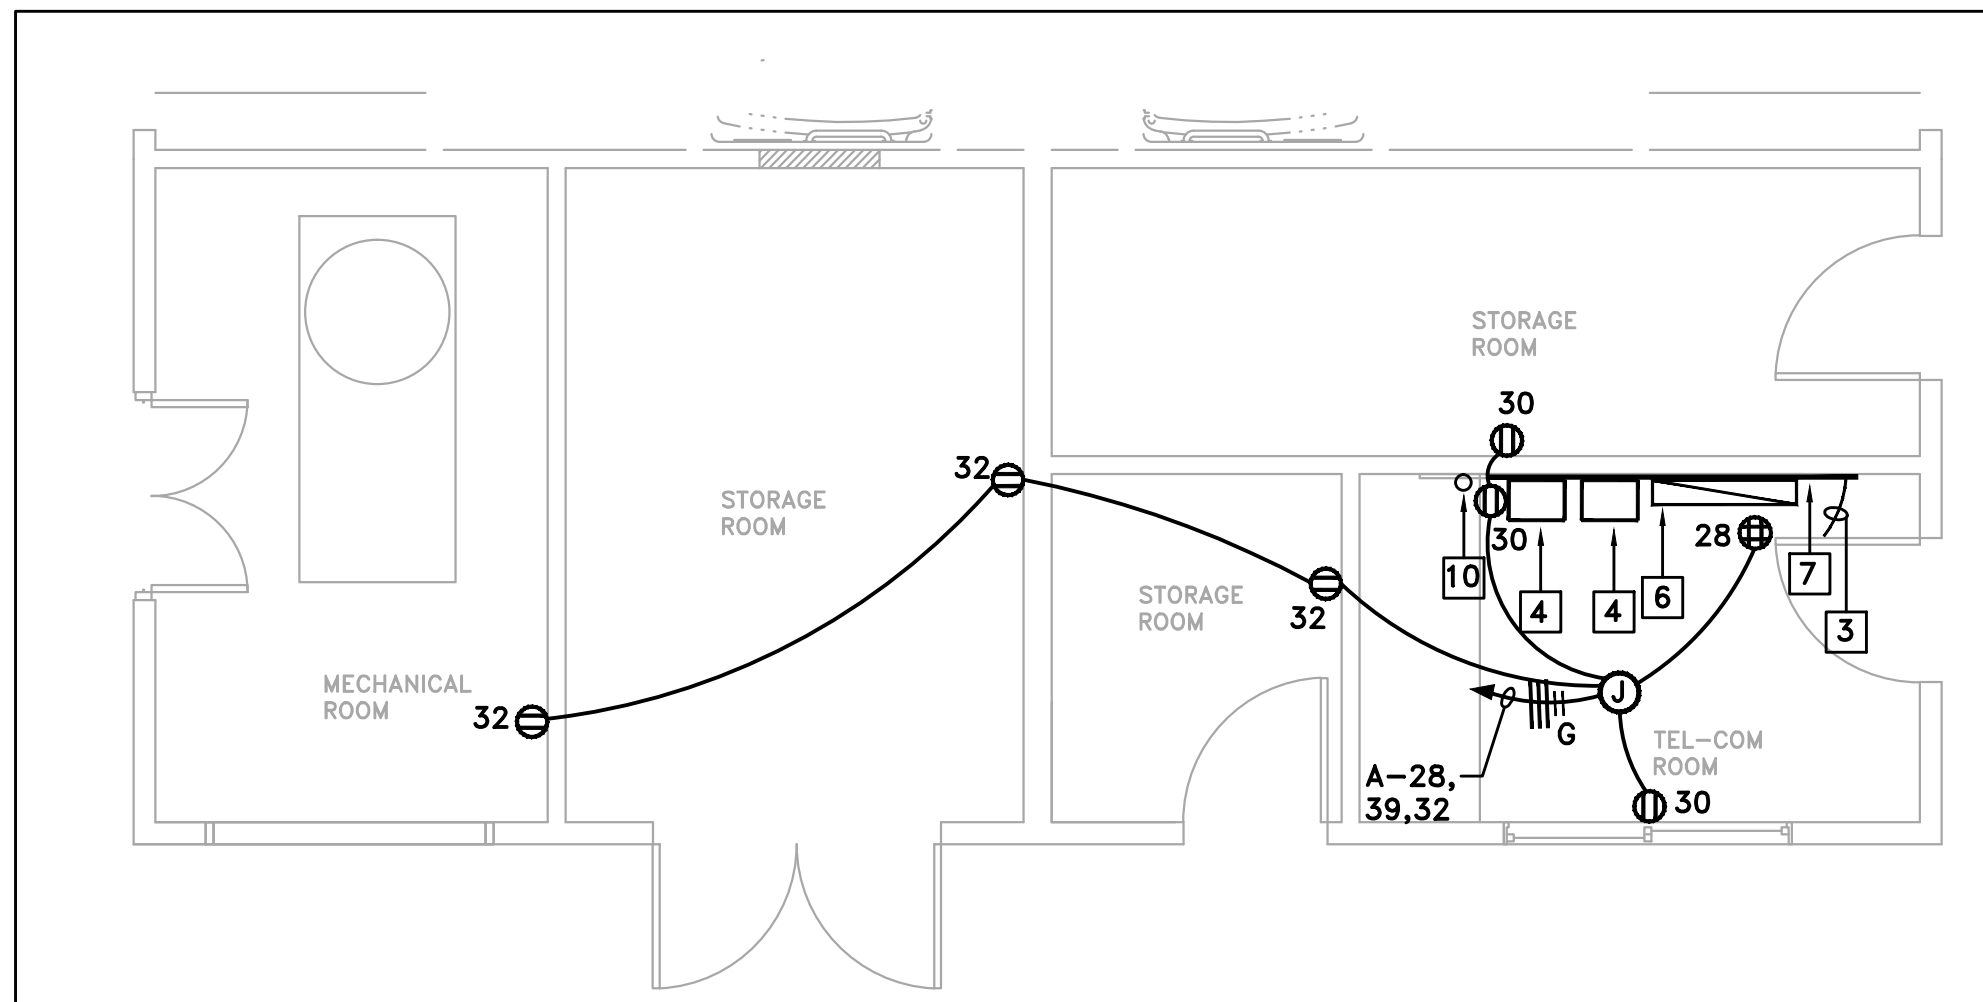 STORAGE
ROOM
30
32
STORAGE
ROOM
30
28
10
4
4
6
7
3
STORAGE
ROOM
32
MECHANICAL
ROOM
32
J
G
TEL-COM
ROOM
A-28,
39,32
30